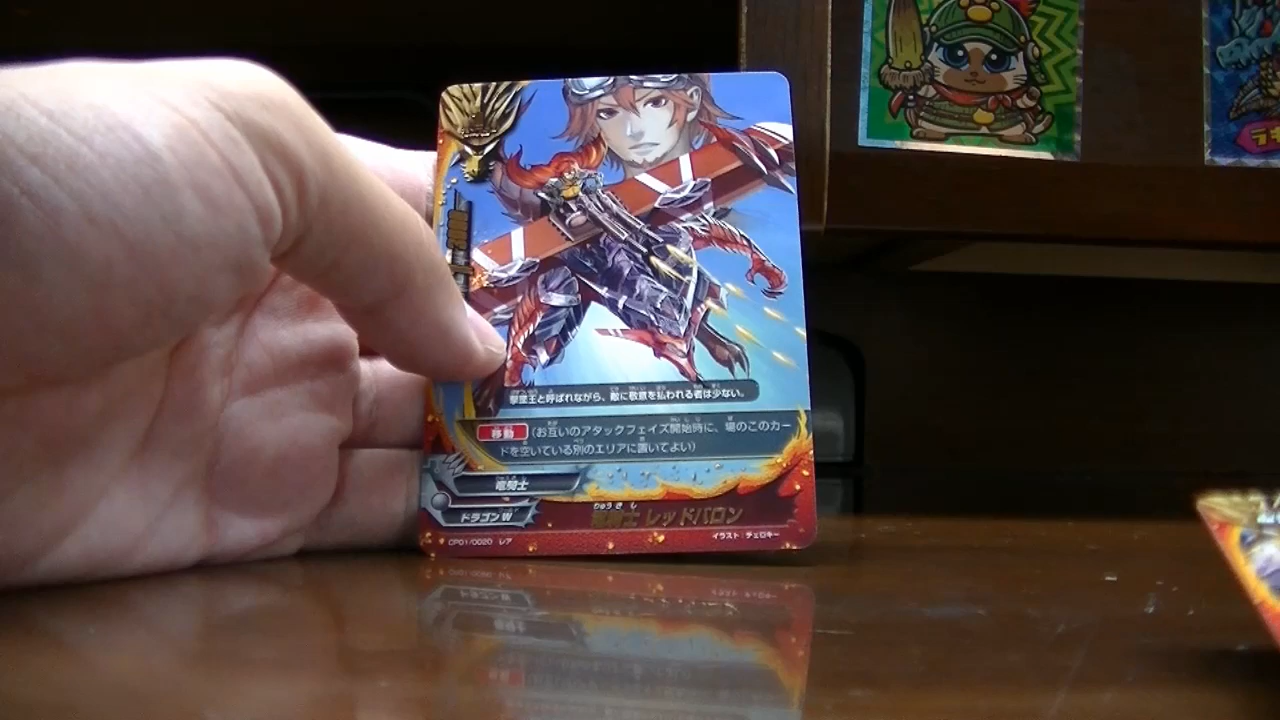 撃墜王と呼ばれながら、敵に敬意を払われる者は少ない。
移動 (お互いのアタックフェイズ開始時に、場のこのカー
ドを空いている別のエリアに置いてよい)
竜騎士
ドラゴンW
竜騎士 レッドバロン
CP01/0020 レア
イラスト:チェロキー